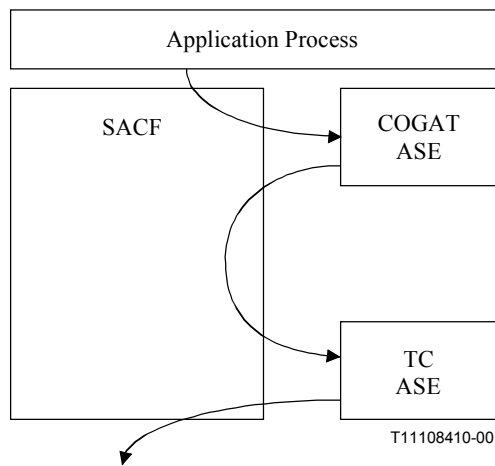 Application Process
SACF
COGAT
ASE
TC
ASE
T11108410-00